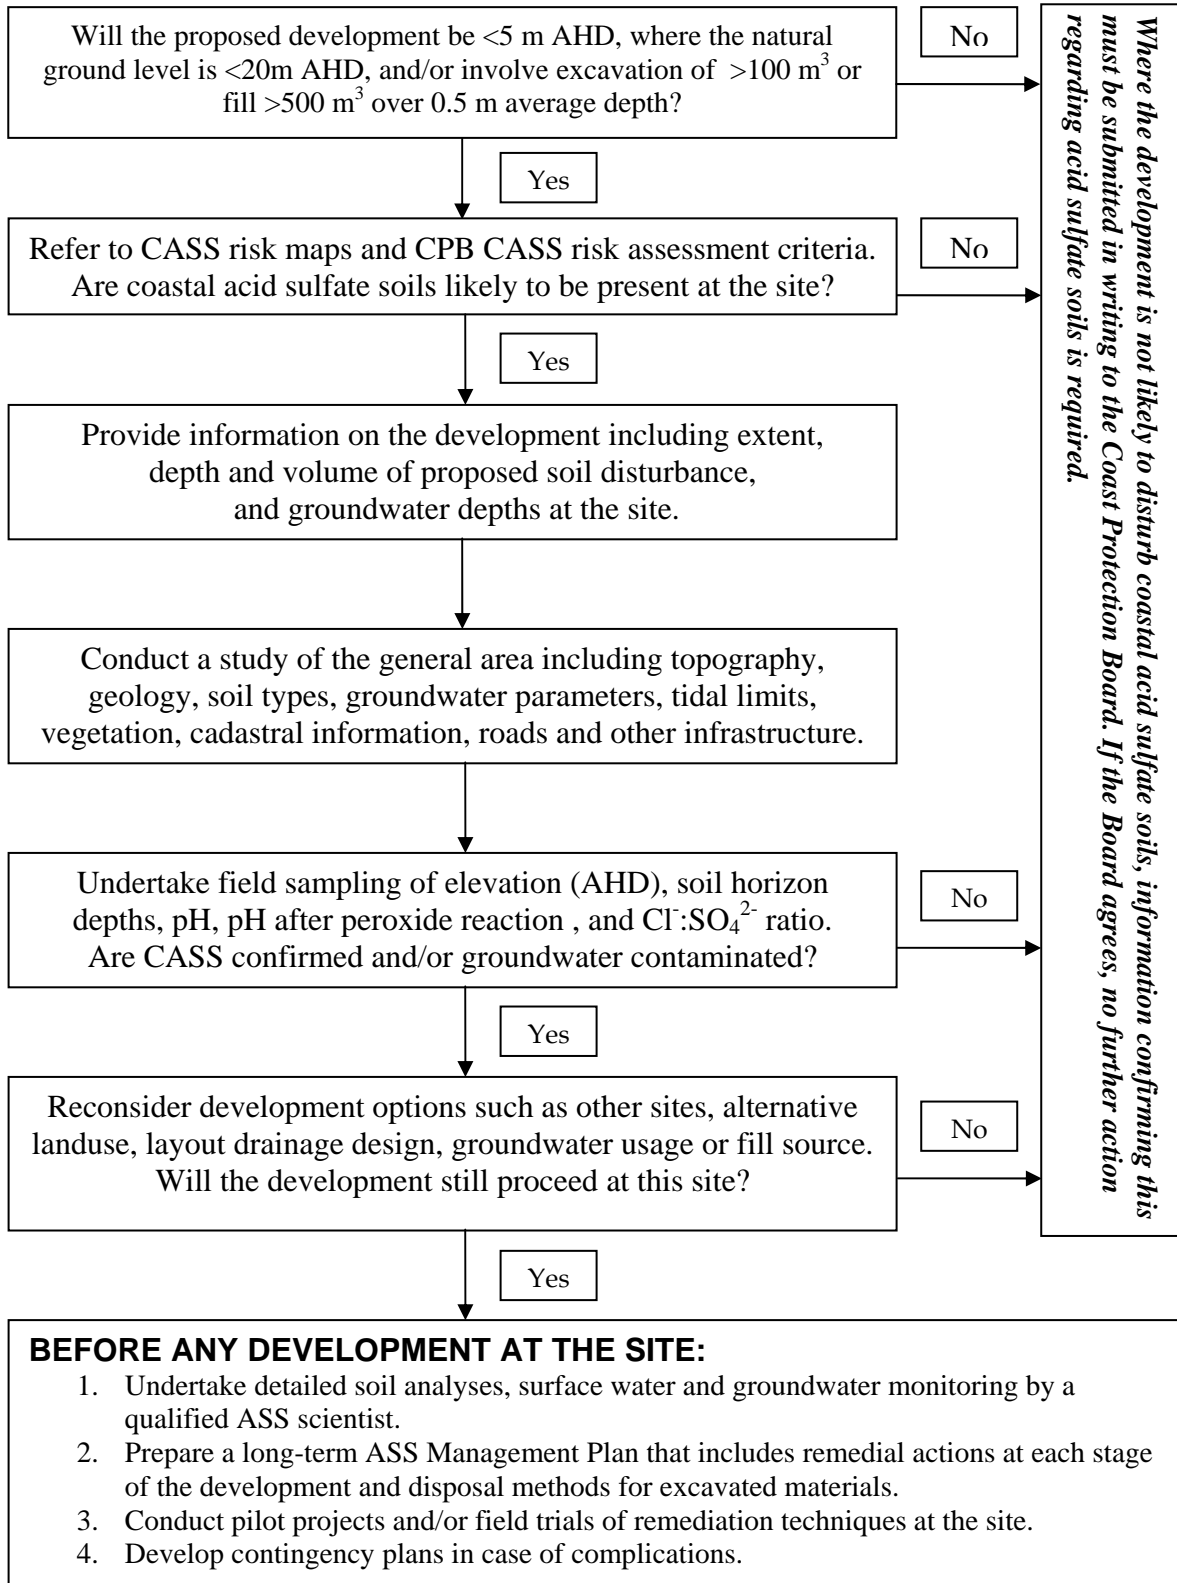 Will the proposed development be <5 m AHD, where the natural
ground level is <20m AHD, and/or involve excavation of >100 m³ or
fill >500 m³ over 0.5 m average depth?
No
Yes
Refer to CASS risk maps and CPB CASS risk assessment criteria.
Are coastal acid sulfate soils likely to be present at the site?
No
Yes
Provide information on the development including extent,
depth and volume of proposed soil disturbance,
and groundwater depths at the site.
Conduct a study of the general area including topography,
geology, soil types, groundwater parameters, tidal limits,
vegetation, cadastral information, roads and other infrastructure.
Undertake field sampling of elevation (AHD), soil horizon
depths, pH, pH after peroxide reaction , and Cl⁻:SO₄²⁻ ratio.
Are CASS confirmed and/or groundwater contaminated?
No
Yes
Reconsider development options such as other sites, alternative
landuse, layout drainage design, groundwater usage or fill source.
Will the development still proceed at this site?
No
Yes
Where the development is not likely to disturb coastal acid sulfate soils, information confirming this
must be submitted in writing to the Coast Protection Board. If the Board agrees, no further action
regarding acid sulfate soils is required.
BEFORE ANY DEVELOPMENT AT THE SITE:
1. Undertake detailed soil analyses, surface water and groundwater monitoring by a
qualified ASS scientist.
2. Prepare a long-term ASS Management Plan that includes remedial actions at each stage
of the development and disposal methods for excavated materials.
3. Conduct pilot projects and/or field trials of remediation techniques at the site.
4. Develop contingency plans in case of complications.